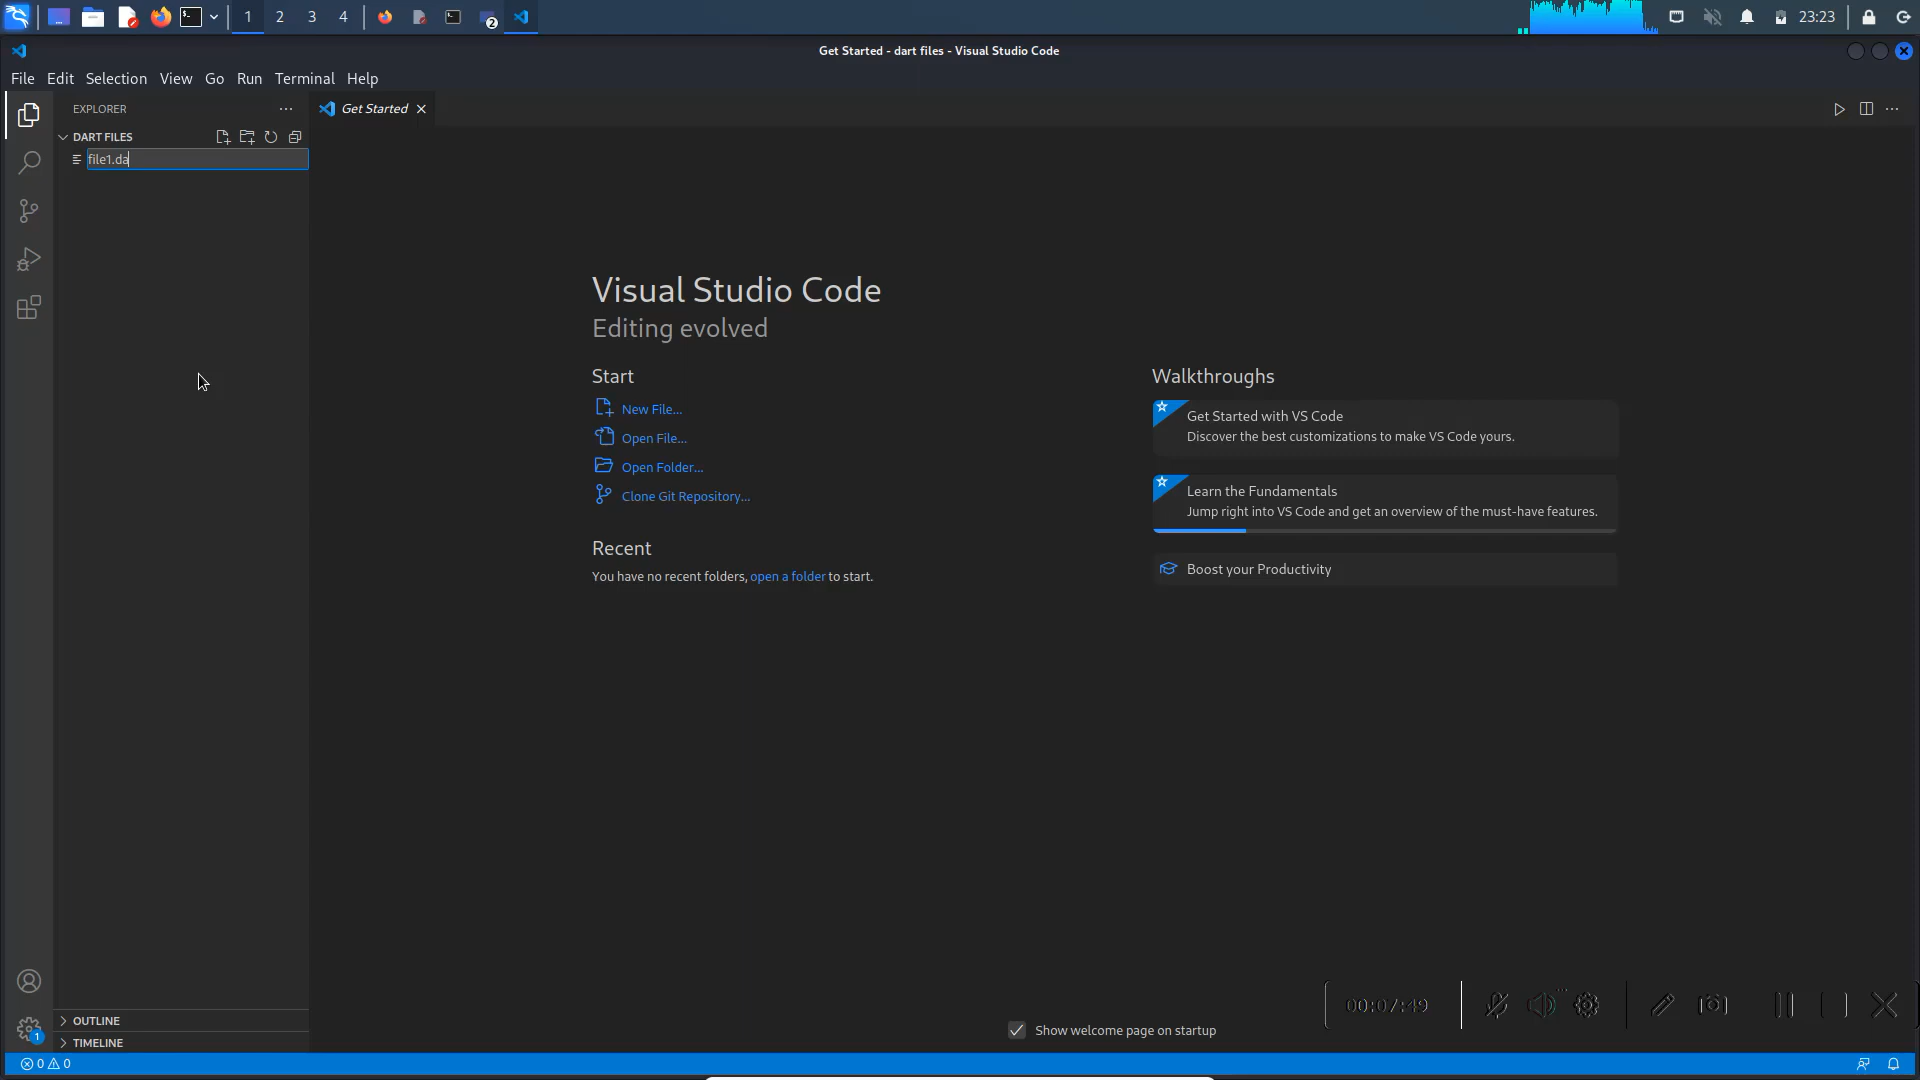 1 2 3 4 2 23:23
Get Started - dart files - Visual Studio Code
File Edit Selection View Go Run Terminal Help
EXPLORER
Get Started
DART FILES
file1.da
Visual Studio Code
Editing evolved
Start
New File...
Open File...
Open Folder...
Clone Git Repository...
Recent
You have no recent folders, open a folder to start.
Walkthroughs
Get Started with VS Code
Discover the best customizations to make VS Code yours.
Learn the Fundamentals
Jump right into VS Code and get an overview of the must-have features.
Boost your Productivity
00:07:49
OUTLINE
1
Show welcome page on startup
TIMELINE
0 0